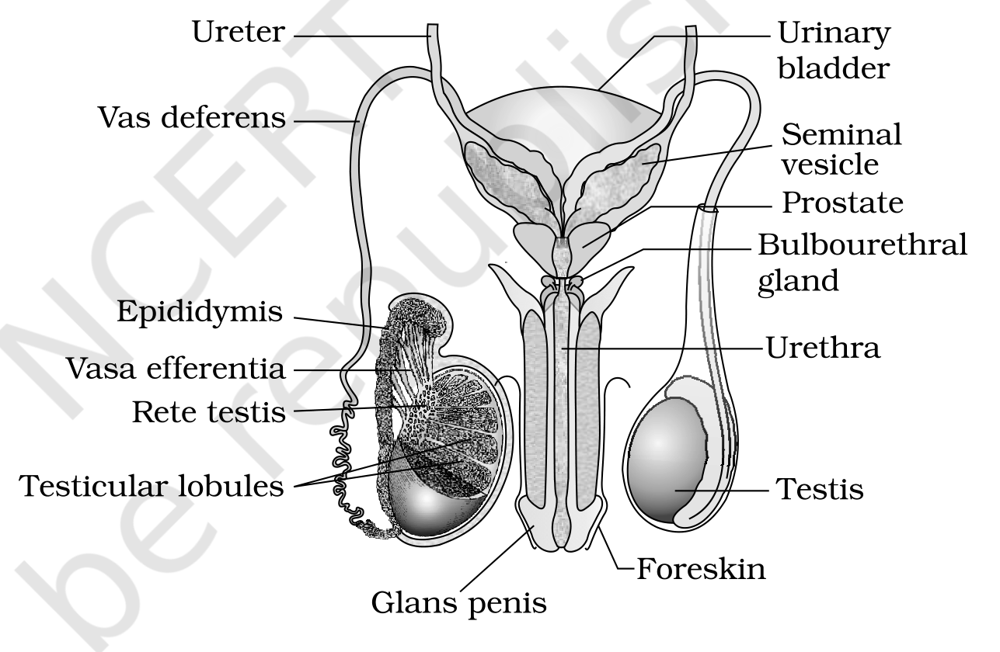 Ureter
Urinary
bladder
Vas deferens
Seminal
vesicle
Prostate
Bulbourethral
gland
Epididymis
Urethra
Vasa efferentia
Rete testis
Testicular lobules
Testis
Foreskin
Glans penis
NCERT
be republis